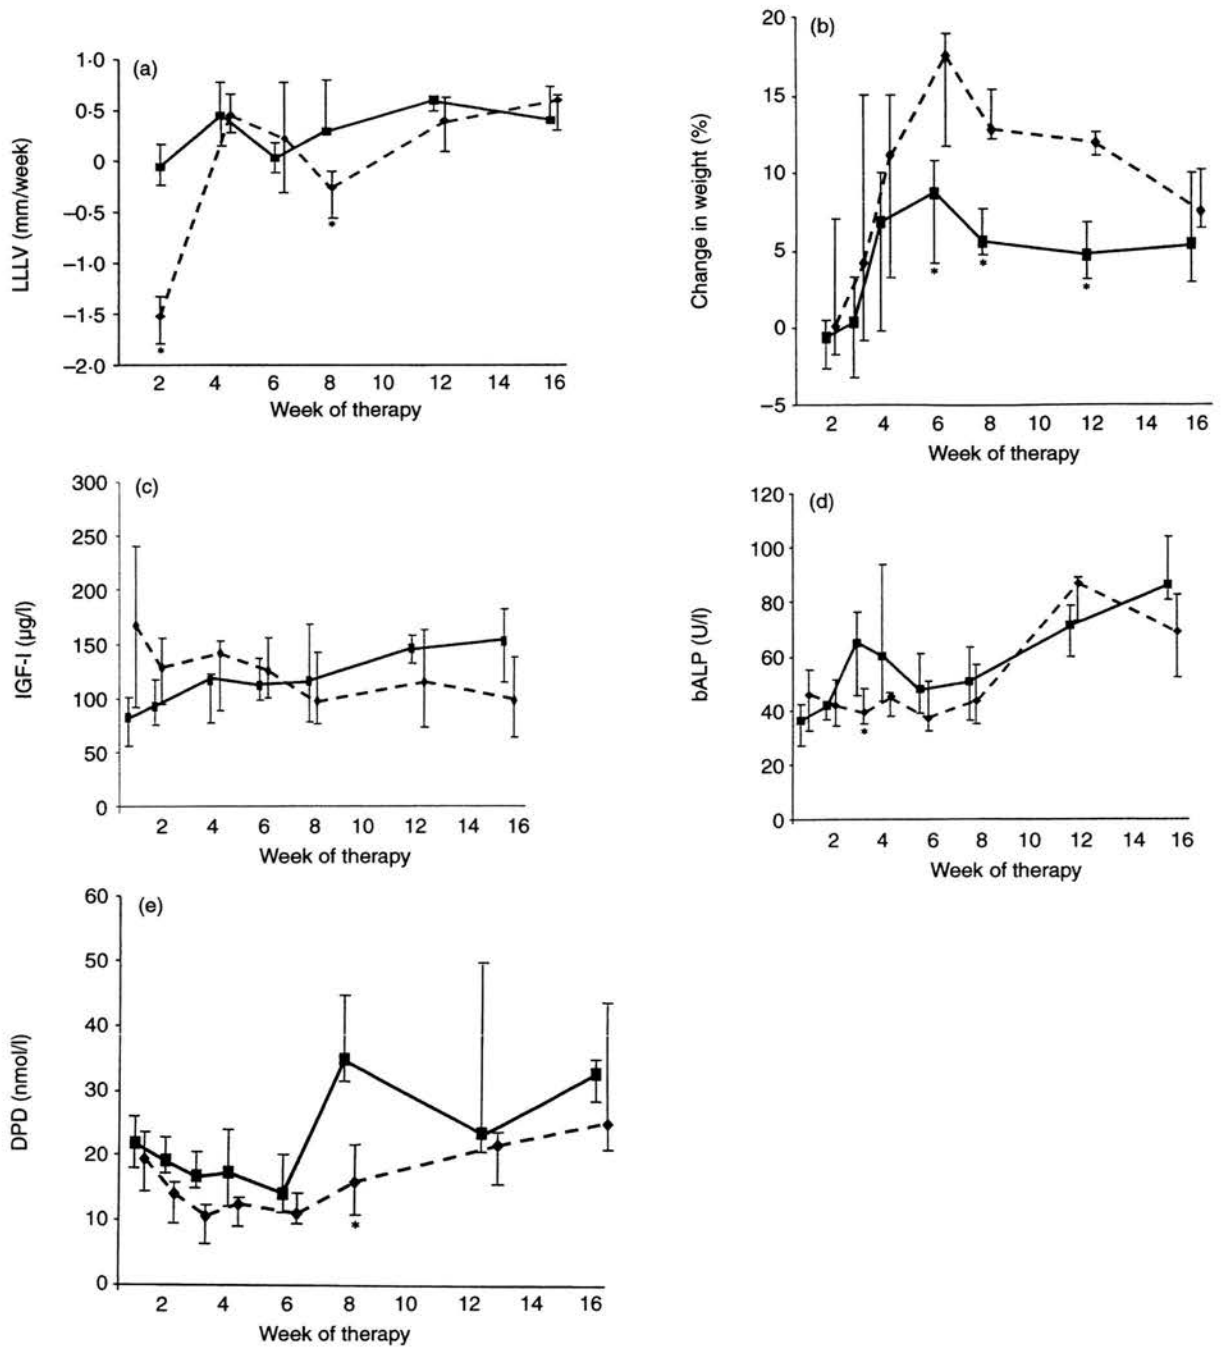 (a)
1·0
0·5
0
–0·5
–1·0
–1·5
–2·0
LLLV (mm/week)
*
*
2 4 6 8 10 12 14 16
Week of therapy
(b)
20
15
10
5
0
–5
Change in weight (%)
* * *
2 4 6 8 10 12 14 16
Week of therapy
(c)
300
250
200
150
100
50
0
IGF-I (µg/l)
2 4 6 8 10 12 14 16
Week of therapy
(d)
120
100
80
60
40
20
0
bALP (U/l)
*
2 4 6 8 10 12 14 16
Week of therapy
(e)
60
50
40
30
20
10
0
DPD (nmol/l)
*
2 4 6 8 10 12 14 16
Week of therapy